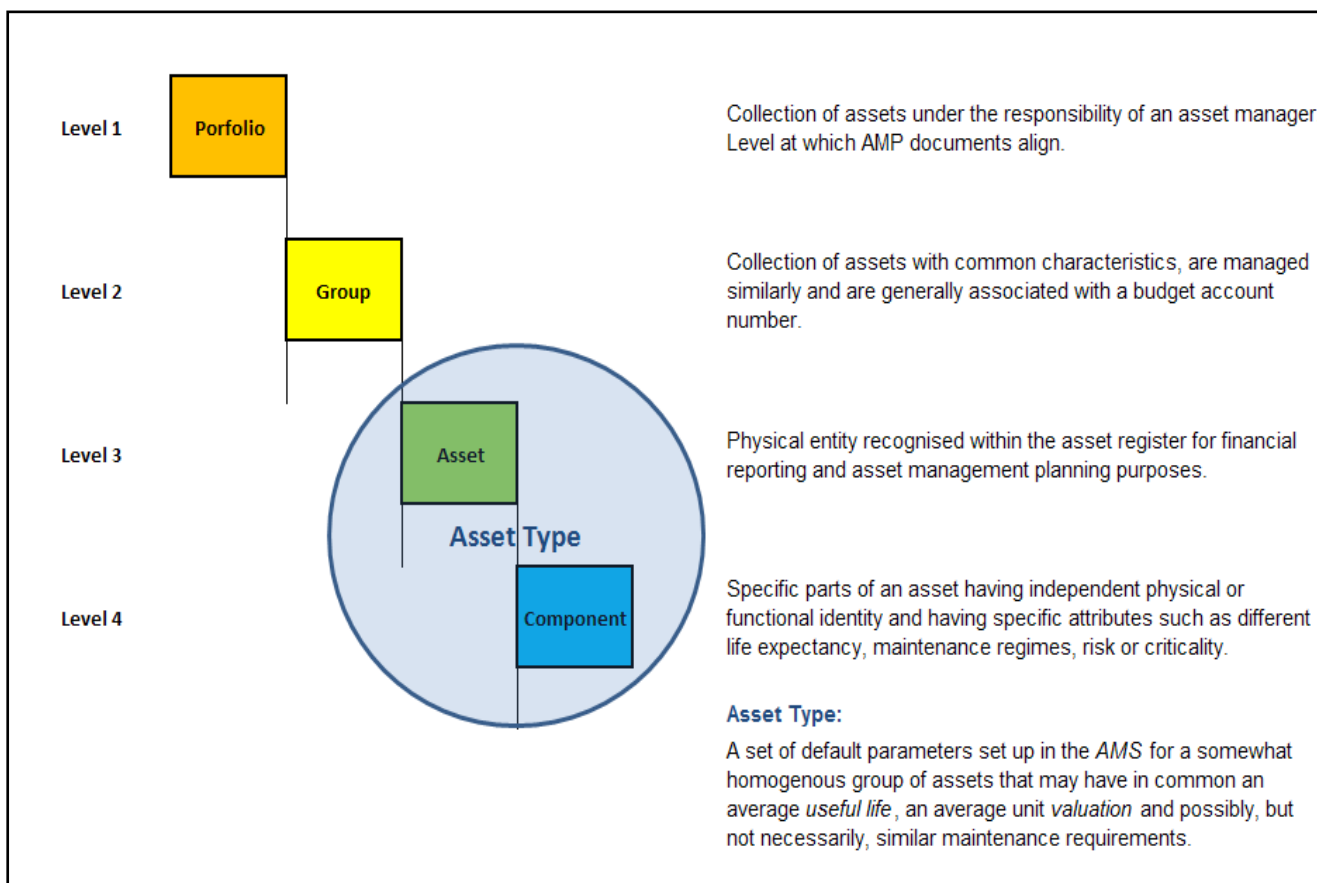 Level 1
Porfolio
Collection of assets under the responsibility of an asset manager
Level at which AMP documents align.
Level 2
Group
Collection of assets with common characteristics, are managed
similarly and are generally associated with a budget account
number.
Level 3
Asset
Physical entity recognised within the asset register for financial
reporting and asset management planning purposes.
Asset Type
Level 4
Component
Specific parts of an asset having independent physical or
functional identity and having specific attributes such as different
life expectancy, maintenance regimes, risk or criticality.
Asset Type:
A set of default parameters set up in the AMS for a somewhat
homogenous group of assets that may have in common an
average useful life, an average unit valuation and possibly, but
not necessarily, similar maintenance requirements.